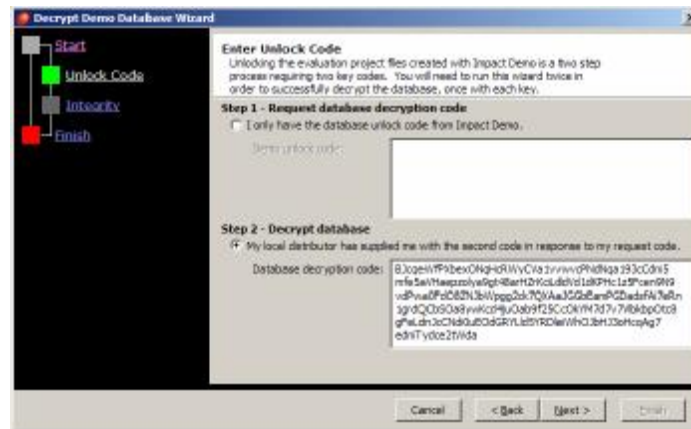 Decrypt Demo Database Wizard
Start
Unlock Code
Integrity
Finish
Enter Unlock Code
Unlocking the evaluation project files created with Impact Demo is a two step
process requiring two key codes. You will need to run this wizard twice in
order to successfully decrypt the database, once with each key.
Step 1 - Request database decryption code
I only have the database unlock code from Impact Demo.
Demo unlock code:
Step 2 - Decrypt database
My local distributor has supplied me with the second code in response to my request code.
Database decryption code:
Cancel
< Back
Next >
Finish